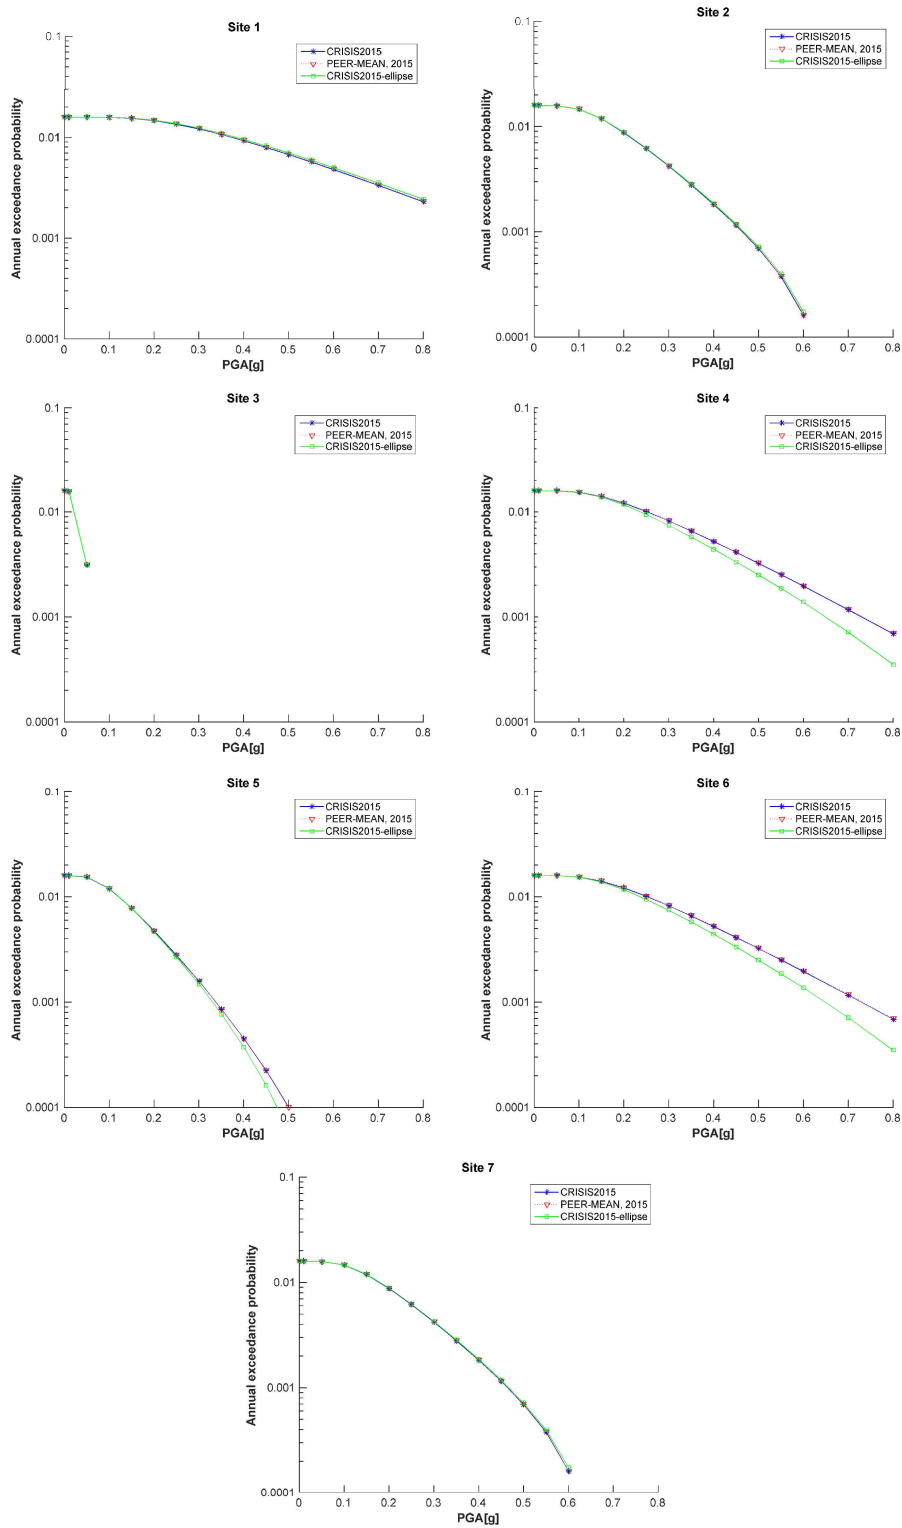 Site 1
0.1
CRISIS2015
PEER-MEAN, 2015
CRISIS2015-ellipse
0.01
Annual exceedance probability
0.001
0.0001
0 0.1 0.2 0.3 0.4 0.5 0.6 0.7 0.8
PGA[g]
Site 2
0.1
CRISIS2015
PEER-MEAN, 2015
CRISIS2015-ellipse
0.01
Annual exceedance probability
0.001
0.0001
0 0.1 0.2 0.3 0.4 0.5 0.6 0.7 0.8
PGA[g]
Site 3
0.1
CRISIS2015
PEER-MEAN, 2015
CRISIS2015-ellipse
0.01
Annual exceedance probability
0.001
0.0001
0 0.1 0.2 0.3 0.4 0.5 0.6 0.7 0.8
PGA[g]
Site 4
0.1
CRISIS2015
PEER-MEAN, 2015
CRISIS2015-ellipse
0.01
Annual exceedance probability
0.001
0.0001
0 0.1 0.2 0.3 0.4 0.5 0.6 0.7 0.8
PGA[g]
Site 5
0.1
CRISIS2015
PEER-MEAN, 2015
CRISIS2015-ellipse
0.01
Annual exceedance probability
0.001
0.0001
0 0.1 0.2 0.3 0.4 0.5 0.6 0.7 0.8
PGA[g]
Site 6
0.1
CRISIS2015
PEER-MEAN, 2015
CRISIS2015-ellipse
0.01
Annual exceedance probability
0.001
0.0001
0 0.1 0.2 0.3 0.4 0.5 0.6 0.7 0.8
PGA[g]
Site 7
0.1
CRISIS2015
PEER-MEAN, 2015
CRISIS2015-ellipse
0.01
Annual exceedance probability
0.001
0.0001
0 0.1 0.2 0.3 0.4 0.5 0.6 0.7 0.8
PGA[g]